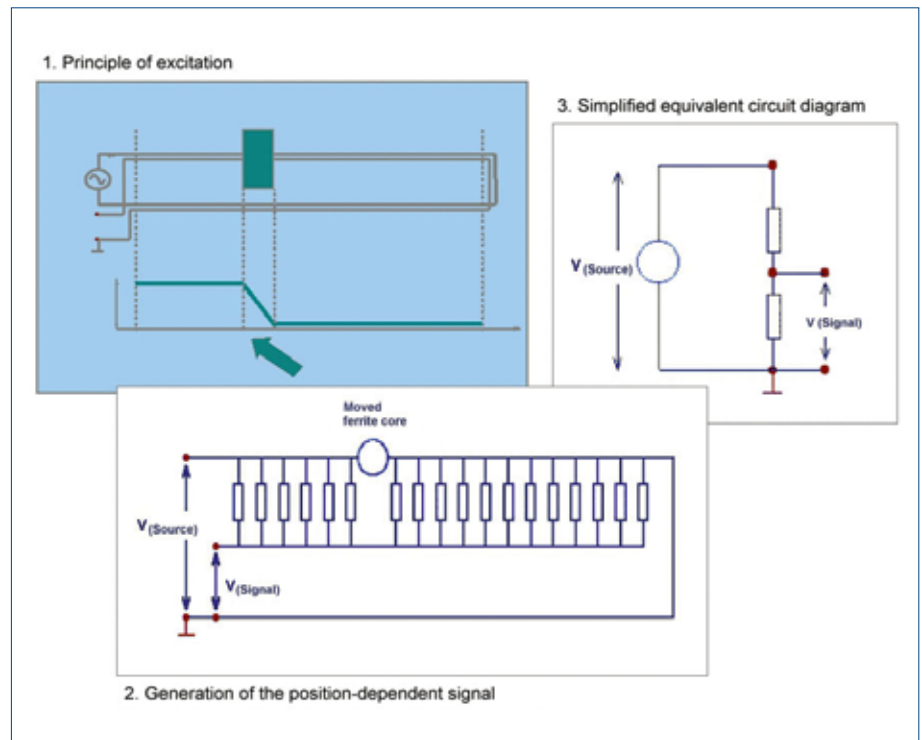 1. Principle of excitation
3. Simplified equivalent circuit diagram
V (Source)
V (Signal)
Moved
ferrite core
V(Source)
V(Signal)
2. Generation of the position-dependent signal